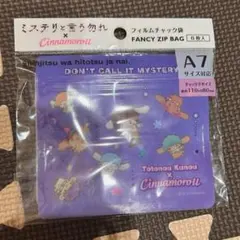 ミステリと言う勿れ
×
Cinnamoroll
フィルムチャック袋
FANCY ZIP BAG
A7
サイズ対応
DON'T CALL IT MYSTERY
shinjitsu wa hitotsu ja nai.
Totonou Kunou
×
Cinnamoroll